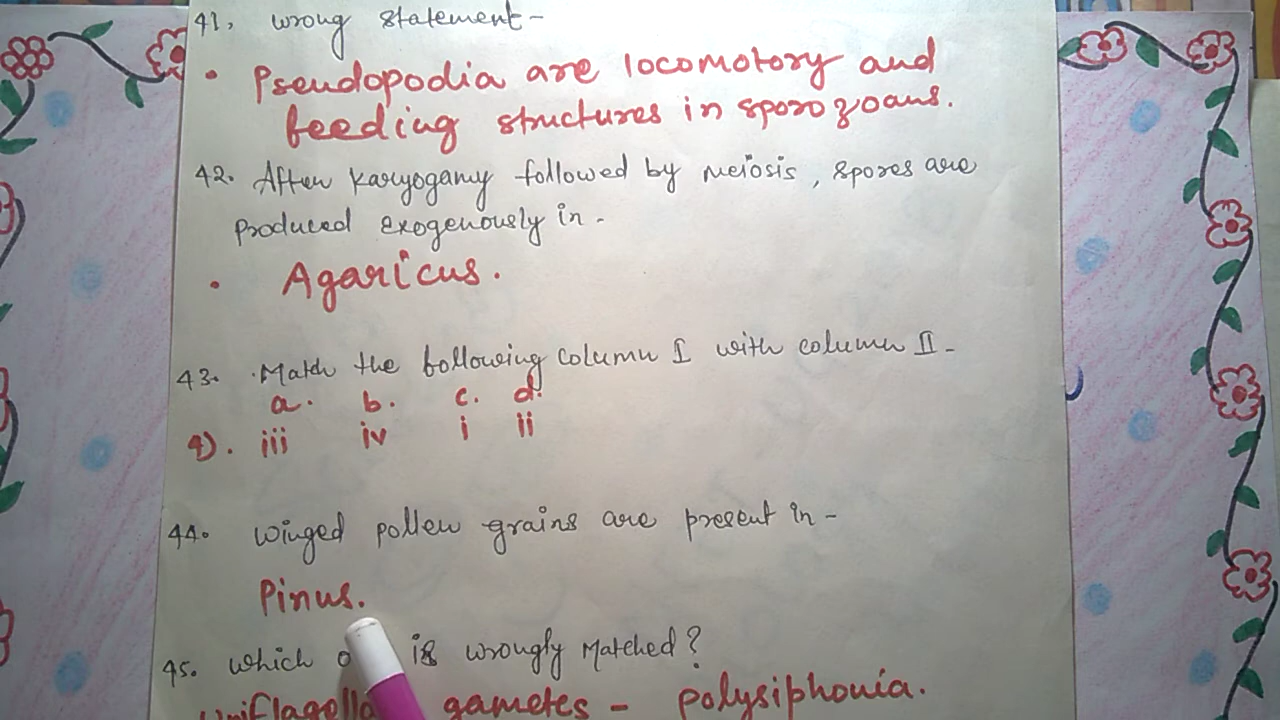 41, wrong statement-
• Pseudopodia are locomotory and
feeding structures in sporozoans.
42. After Karyogamy followed by Meiosis, spores are
produced exogenously in -
• Agaricus.
43. Match the following column I with column II -
a. b. c. d.
iii iv i ii
44. winged pollen grains are present in -
Pinus.
45. which is wrongly Matched?
gametes - polysiphonia.